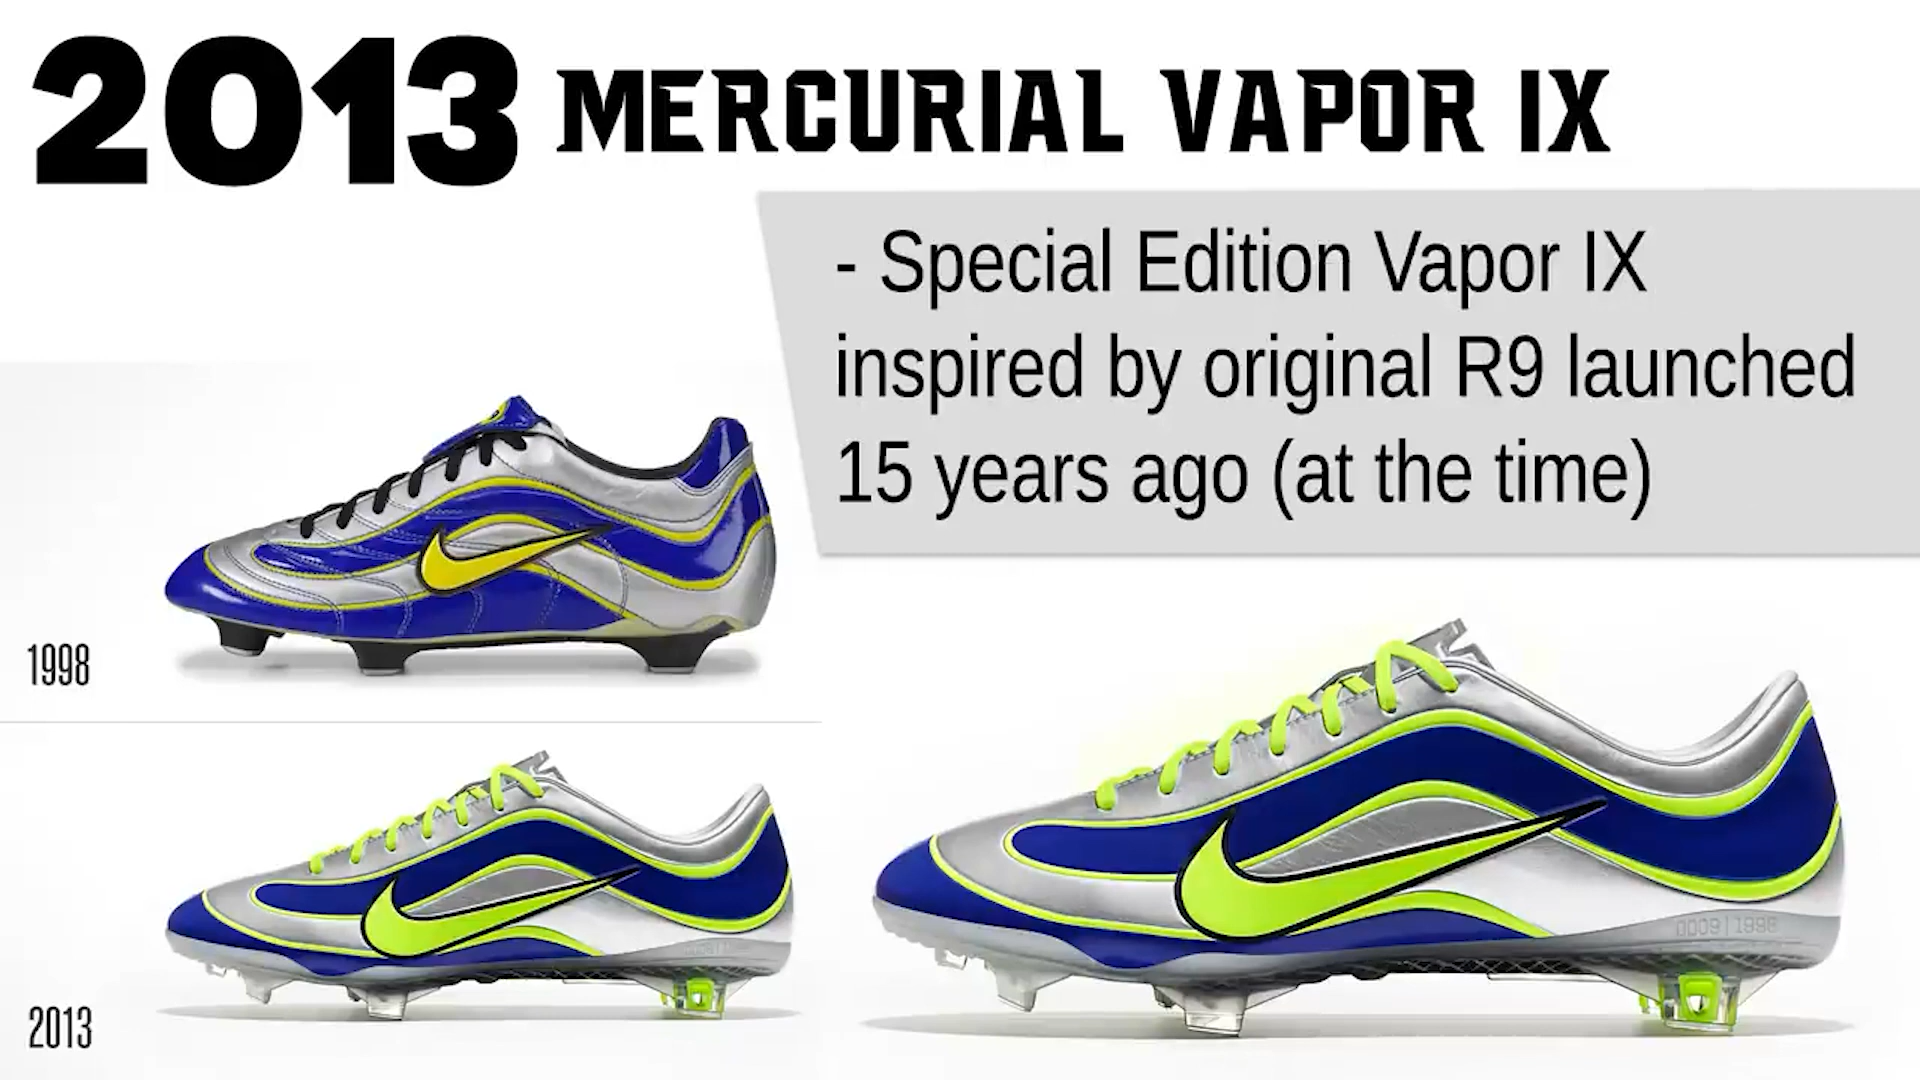 2013 MERCURIAL VAPOR IX
- Special Edition Vapor IX
inspired by original R9 launched
15 years ago (at the time)
1998
0009 | 1998
2013